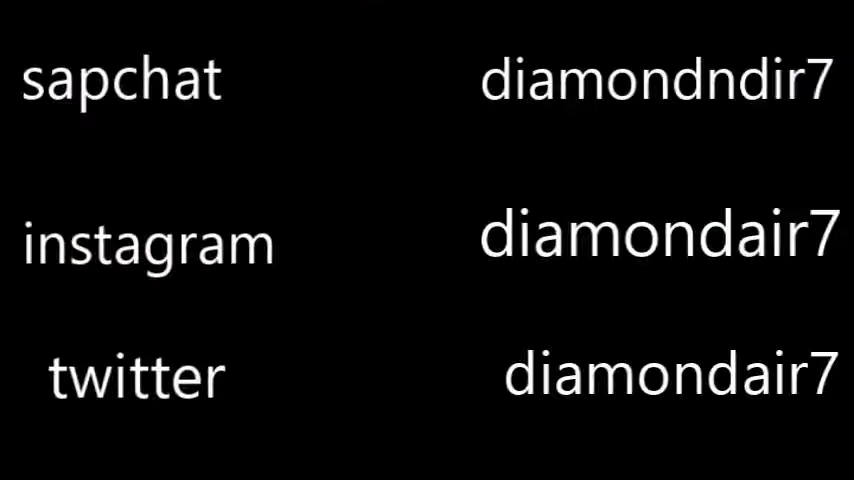 sapchat diamondndir7
instagram diamondair7
twitter diamondair7